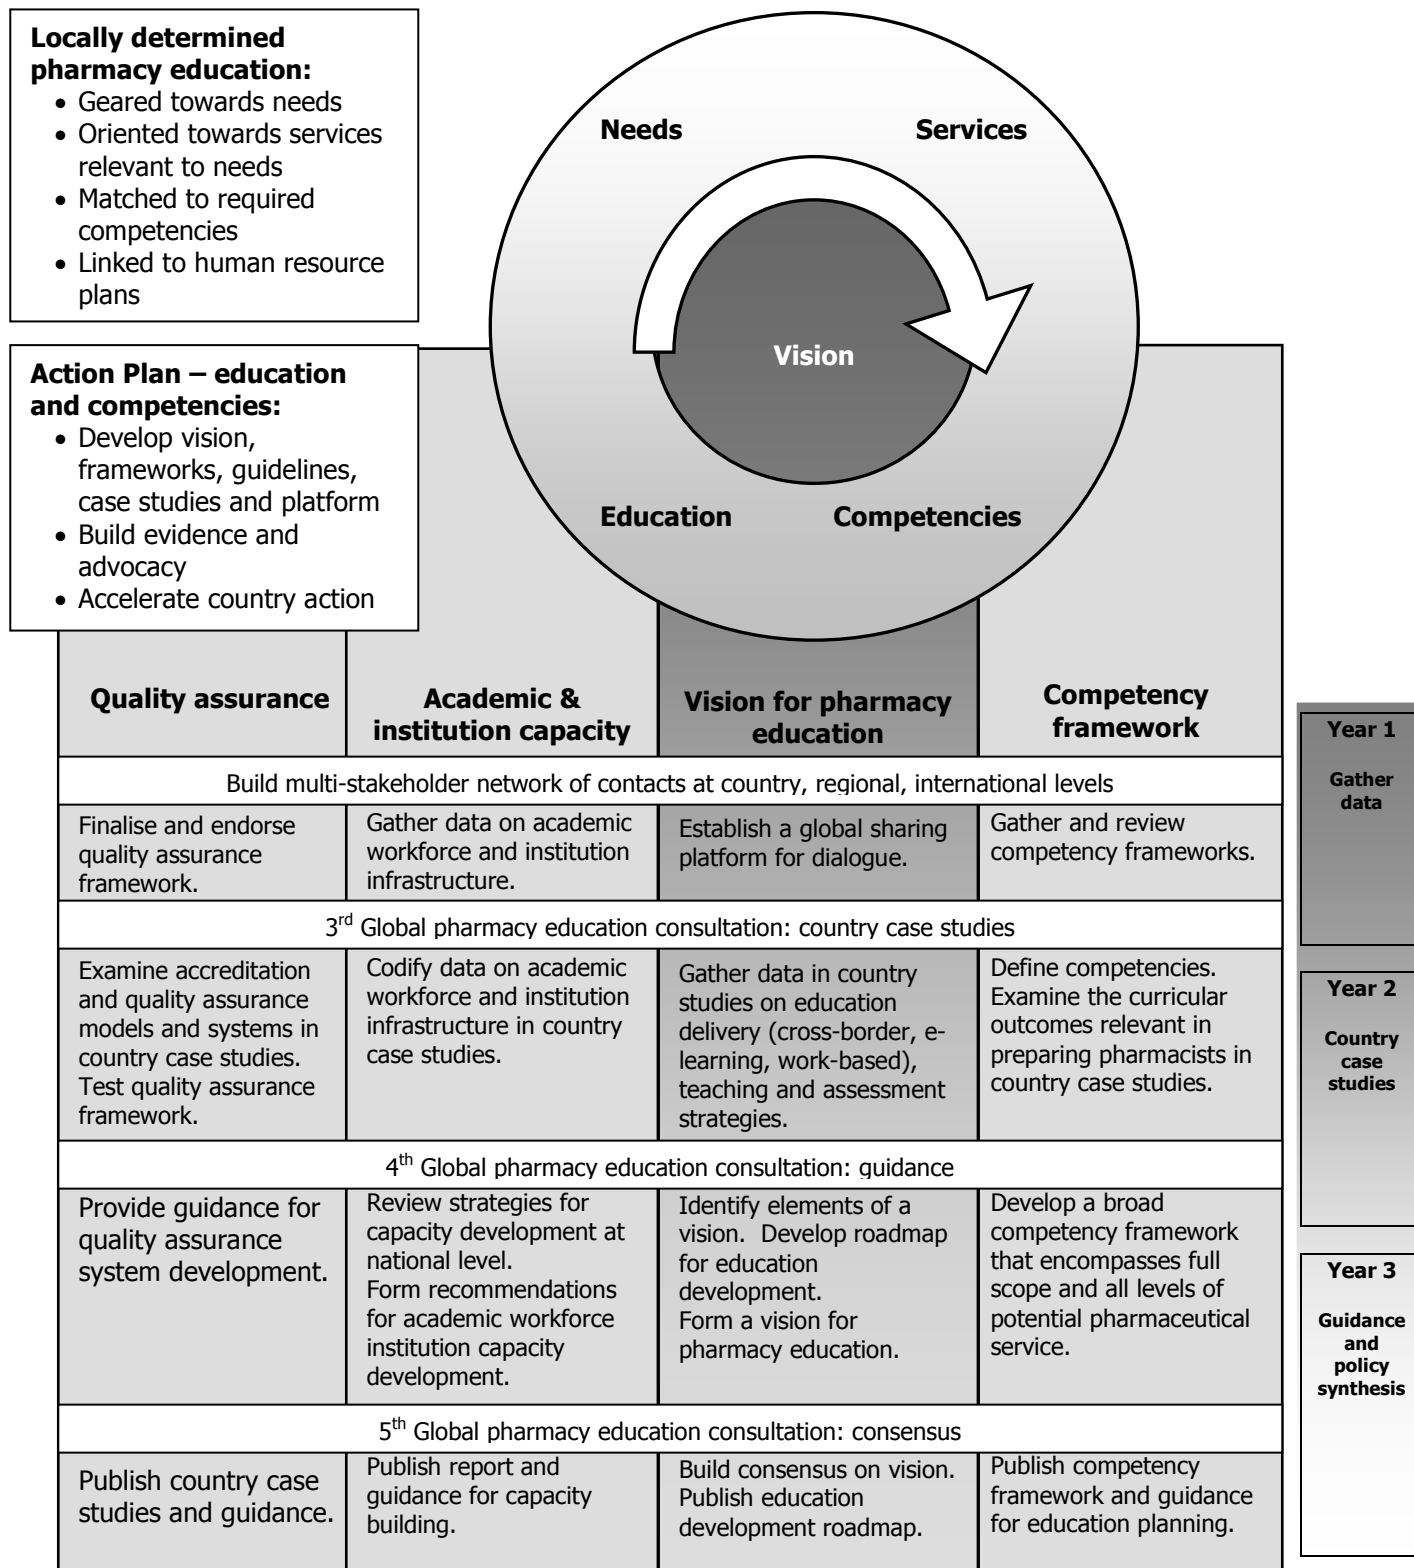 Locally determined
pharmacy education:
• Geared towards needs
• Oriented towards services
relevant to needs
• Matched to required
competencies
• Linked to human resource
plans
Needs
Services
Vision
Education
Competencies
Action Plan – education
and competencies:
• Develop vision,
frameworks, guidelines,
case studies and platform
• Build evidence and
advocacy
• Accelerate country action
Quality assurance
Academic &
institution capacity
Vision for pharmacy
education
Competency
framework
Build multi-stakeholder network of contacts at country, regional, international levels
Finalise and endorse
quality assurance
framework.
Gather data on academic
workforce and institution
infrastructure.
Establish a global sharing
platform for dialogue.
Gather and review
competency frameworks.
3rd Global pharmacy education consultation: country case studies
Examine accreditation
and quality assurance
models and systems in
country case studies.
Test quality assurance
framework.
Codify data on academic
workforce and institution
infrastructure in country
case studies.
Gather data in country
studies on education
delivery (cross-border, e-
learning, work-based),
teaching and assessment
strategies.
Define competencies.
Examine the curricular
outcomes relevant in
preparing pharmacists in
country case studies.
4th Global pharmacy education consultation: guidance
Provide guidance for
quality assurance
system development.
Review strategies for
capacity development at
national level.
Form recommendations
for academic workforce
institution capacity
development.
Identify elements of a
vision. Develop roadmap
for education
development.
Form a vision for
pharmacy education.
Develop a broad
competency framework
that encompasses full
scope and all levels of
potential pharmaceutical
service.
5th Global pharmacy education consultation: consensus
Publish country case
studies and guidance.
Publish report and
guidance for capacity
building.
Build consensus on vision.
Publish education
development roadmap.
Publish competency
framework and guidance
for education planning.
Year 1
Gather
data
Year 2
Country
case
studies
Year 3
Guidance
and
policy
synthesis